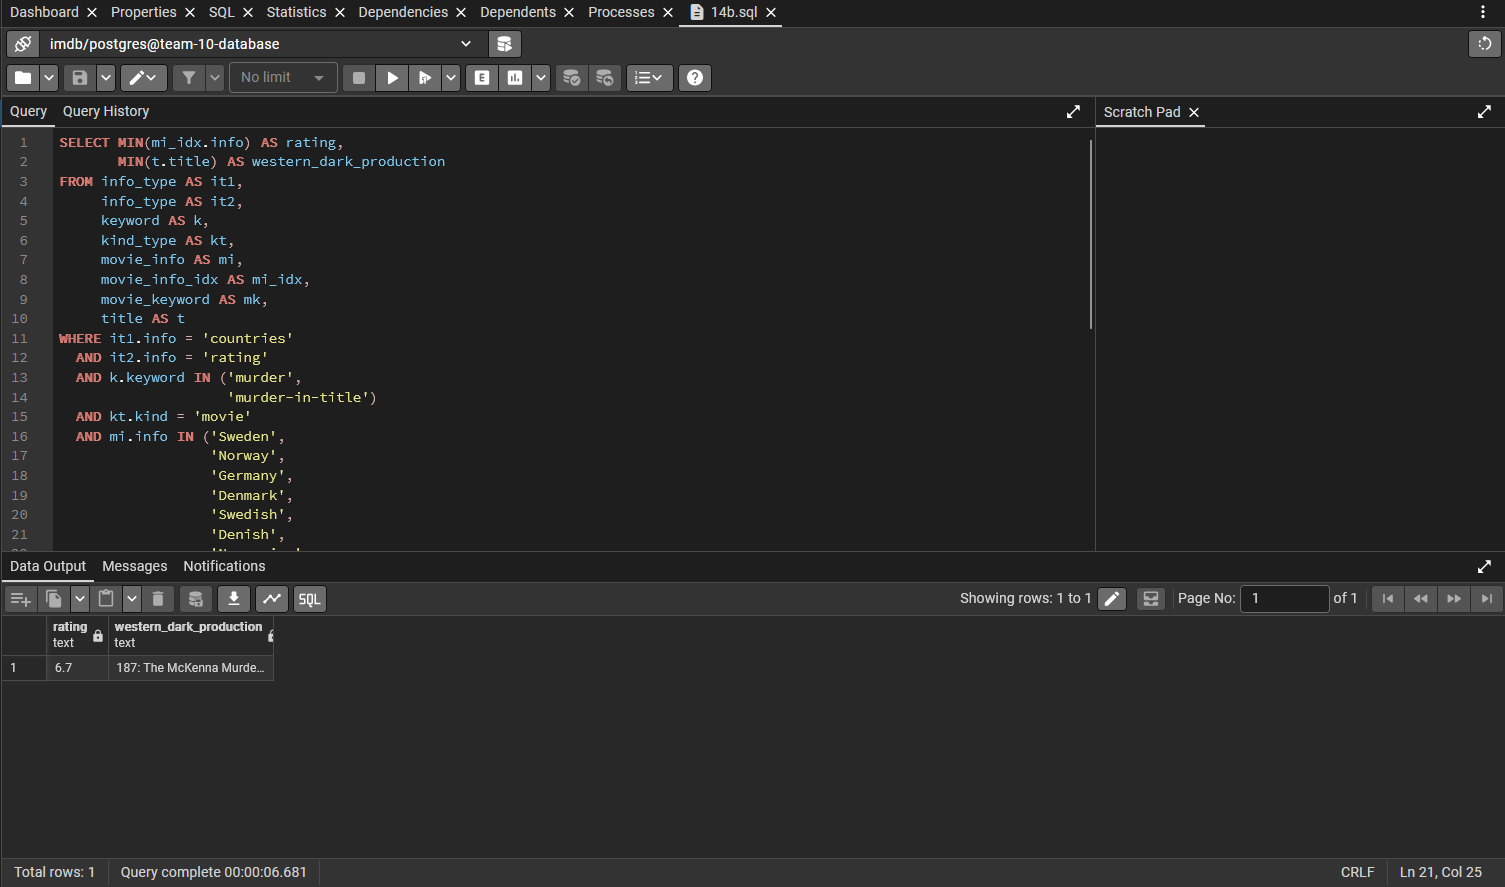 Dashboard Properties SQL Statistics Dependencies Dependents Processes 14b.sql
imdb/postgres@team-10-database
No limit
E
Query Query History
Scratch Pad
1 SELECT MIN(mi_idx.info) AS rating,
2 MIN(t.title) AS western_dark_production
3 FROM info_type AS it1,
4 info_type AS it2,
5 keyword AS k,
6 kind_type AS kt,
7 movie_info AS mi,
8 movie_info_idx AS mi_idx,
9 movie_keyword AS mk,
10 title AS t
11 WHERE it1.info = 'countries'
12 AND it2.info = 'rating'
13 AND k.keyword IN ('murder',
14 'murder-in-title')
15 AND kt.kind = 'movie'
16 AND mi.info IN ('Sweden',
17 'Norway',
18 'Germany',
19 'Denmark',
20 'Swedish',
21 'Denish',
Data Output Messages Notifications
SQL
Showing rows: 1 to 1
Page No: 1 of 1
rating western_dark_production
text text
1 6.7 187: The McKenna Murde...
Total rows: 1 Query complete 00:00:06.681 CRLF Ln 21, Col 25